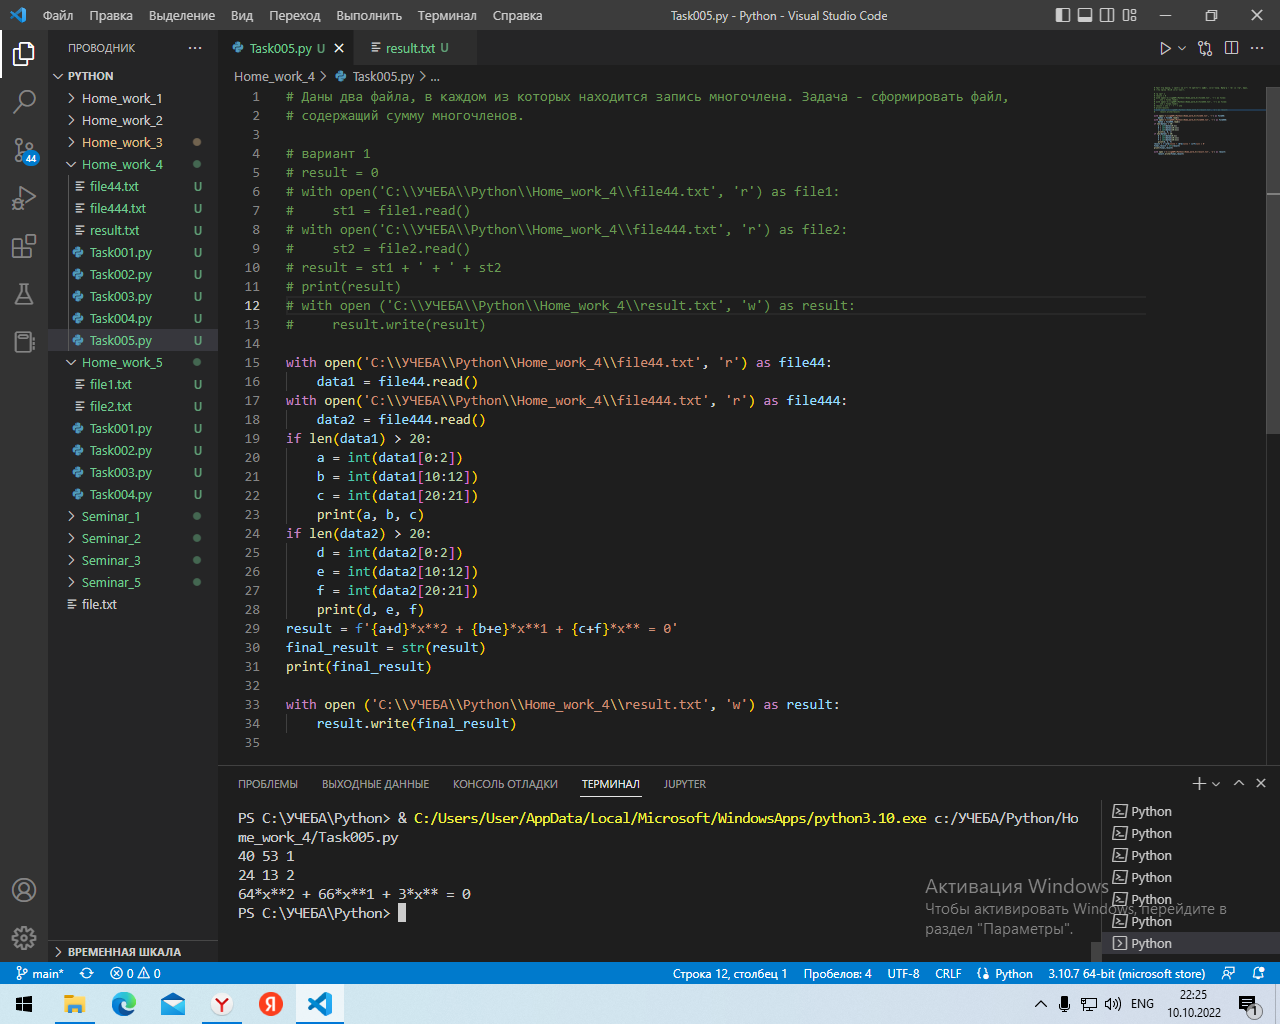 Файл Правка Выделение Вид Переход Выполнить Терминал Справка Task005.py - Python - Visual Studio Code
ПРОВОДНИК ...
PYTHON
Home_work_1
Home_work_2
Home_work_3
Home_work_4
file44.txt U
file444.txt U
result.txt U
Task001.py U
Task002.py U
Task003.py U
Task004.py U
Task005.py U
Home_work_5
file1.txt U
file2.txt U
Task001.py U
Task002.py U
Task003.py U
Task004.py U
Seminar_1
Seminar_2
Seminar_3
Seminar_5
file.txt
ВРЕМЕННАЯ ШКАЛА
44
Task005.py U result.txt U
Home_work_4 > Task005.py > ...
1 # Даны два файла, в каждом из которых находится запись многочлена. Задача - сформировать файл,
2 # содержащий сумму многочленов.
3
4 # вариант 1
5 # result = 0
6 # with open('C:\\УЧЕБА\\Python\\Home_work_4\\file44.txt', 'r') as file1:
7 #     st1 = file1.read()
8 # with open('C:\\УЧЕБА\\Python\\Home_work_4\\file444.txt', 'r') as file2:
9 #     st2 = file2.read()
10 # result = st1 + ' + ' + st2
11 # print(result)
12 # with open ('C:\\УЧЕБА\\Python\\Home_work_4\\result.txt', 'w') as result:
13 #     result.write(result)
14
15 with open('C:\\УЧЕБА\\Python\\Home_work_4\\file44.txt', 'r') as file44:
16     data1 = file44.read()
17 with open('C:\\УЧЕБА\\Python\\Home_work_4\\file444.txt', 'r') as file444:
18     data2 = file444.read()
19 if len(data1) > 20:
20     a = int(data1[0:2])
21     b = int(data1[10:12])
22     c = int(data1[20:21])
23     print(a, b, c)
24 if len(data2) > 20:
25     d = int(data2[0:2])
26     e = int(data2[10:12])
27     f = int(data2[20:21])
28     print(d, e, f)
29 result = f'{a+d}*x**2 + {b+e}*x**1 + {c+f}*x** = 0'
30 final_result = str(result)
31 print(final_result)
32
33 with open ('C:\\УЧЕБА\\Python\\Home_work_4\\result.txt', 'w') as result:
34     result.write(final_result)
35
ПРОБЛЕМЫ ВЫХОДНЫЕ ДАННЫЕ КОНСОЛЬ ОТЛАДКИ ТЕРМИНАЛ JUPYTER
PS C:\УЧЕБА\Python> & C:/Users/User/AppData/Local/Microsoft/WindowsApps/python3.10.exe c:/УЧЕБА/Python/Ho
me_work_4/Task005.py
40 53 1
24 13 2
64*x**2 + 66*x**1 + 3*x** = 0
PS C:\УЧЕБА\Python>
Python
Python
Python
Python
Python
Python
Python
Активация Windows
Чтобы активировать Windows, перейдите в
раздел "Параметры".
main* 0 0 Строка 12, столбец 1 Пробелов: 4 UTF-8 CRLF Python 3.10.7 64-bit (microsoft store)
Y Я ENG 22:25
10.10.2022 1